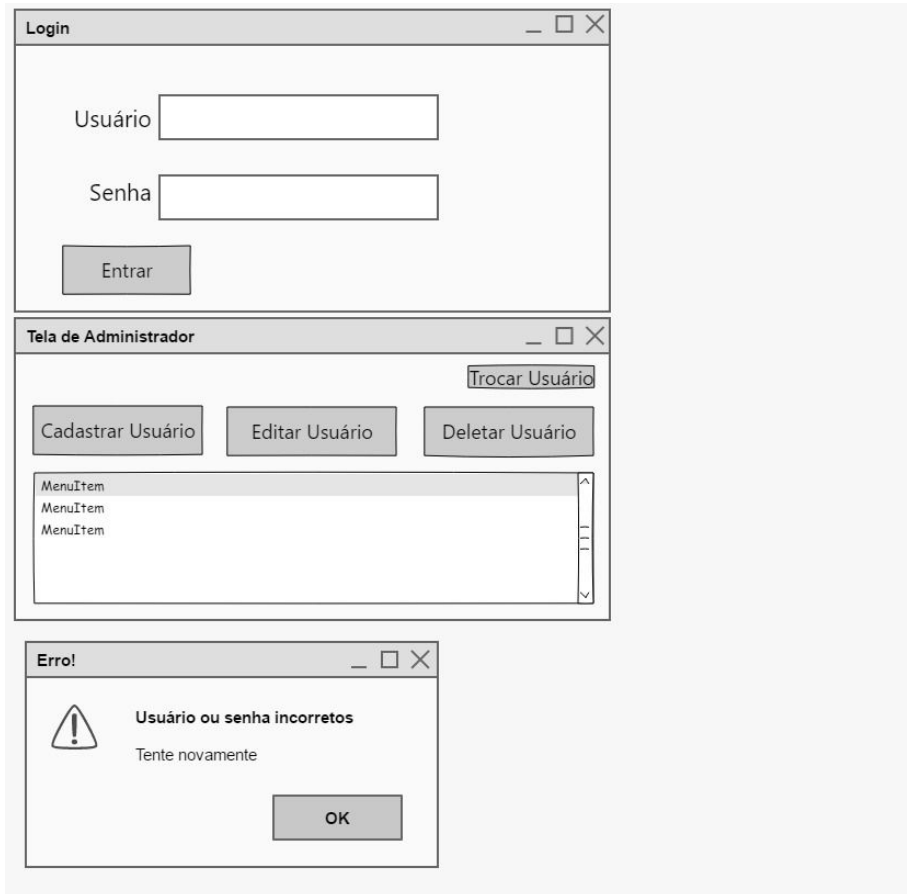 Login
Usuário
Senha
Entrar
Tela de Administrador
Trocar Usuário
Cadastrar Usuário
Editar Usuário
Deletar Usuário
MenuItem
MenuItem
MenuItem
Erro!
Usuário ou senha incorretos
Tente novamente
OK